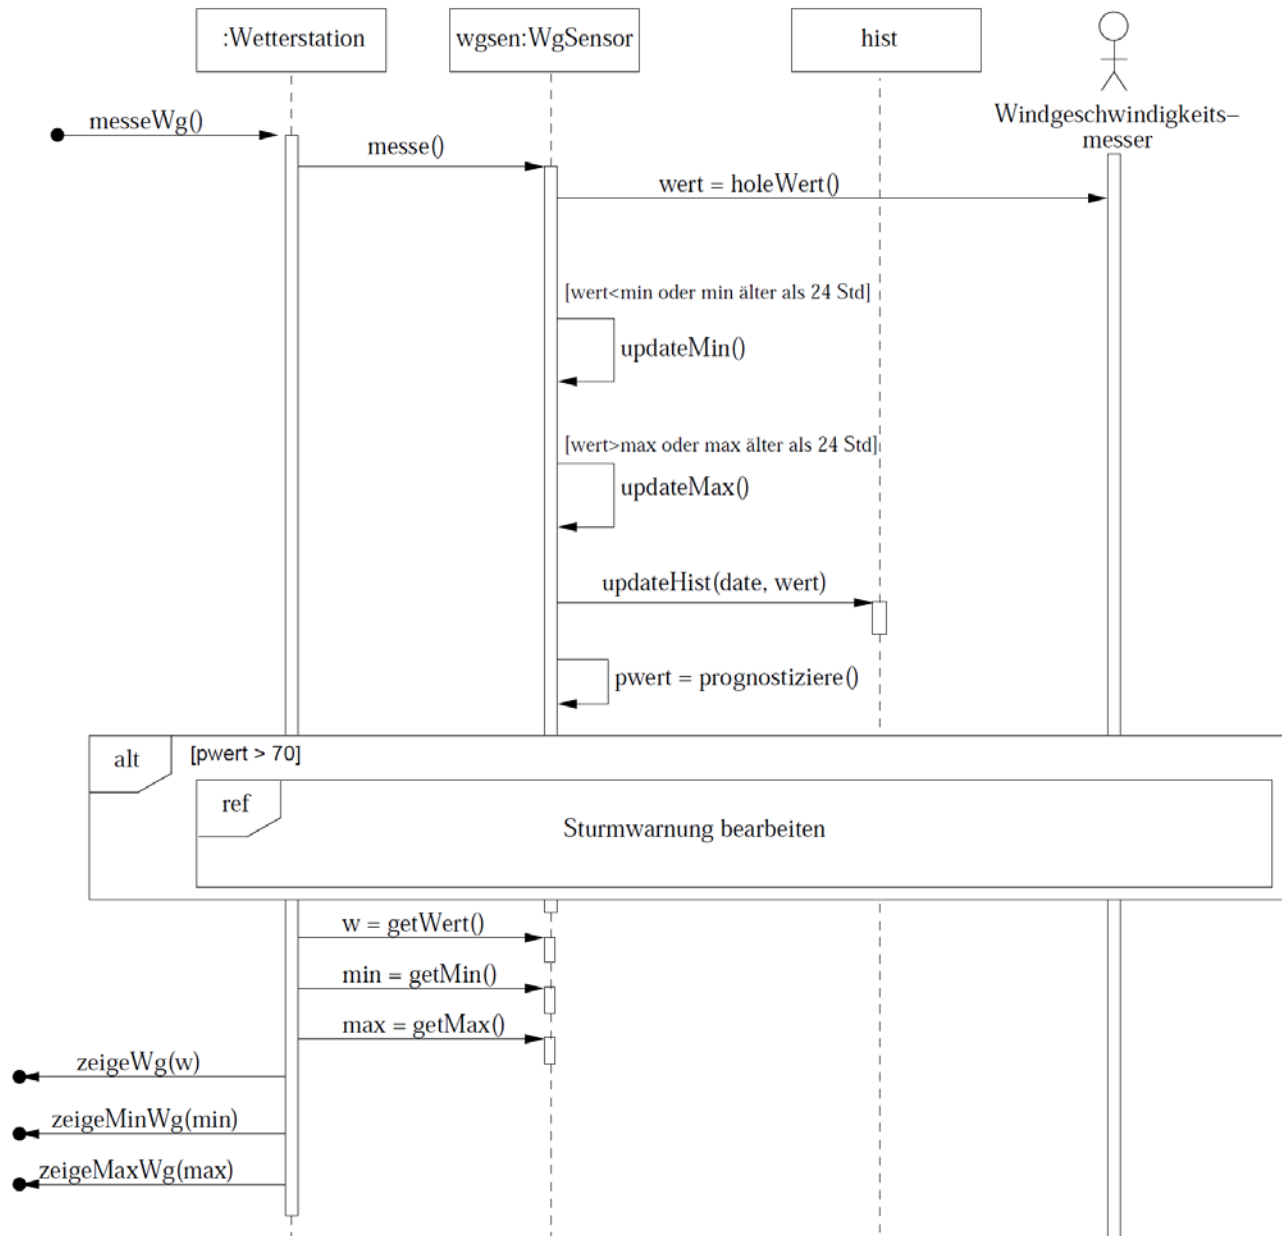 :Wetterstation
wgsen:WgSensor
hist
Windgeschwindigkeits–
messer
messeWg()
messe()
wert = holeWert()
[wert<min oder min älter als 24 Std]
updateMin()
[wert>max oder max älter als 24 Std]
updateMax()
updateHist(date, wert)
pwert = prognostiziere()
alt
[pwert > 70]
ref
Sturmwarnung bearbeiten
w = getWert()
min = getMin()
max = getMax()
zeigeWg(w)
zeigeMinWg(min)
zeigeMaxWg(max)